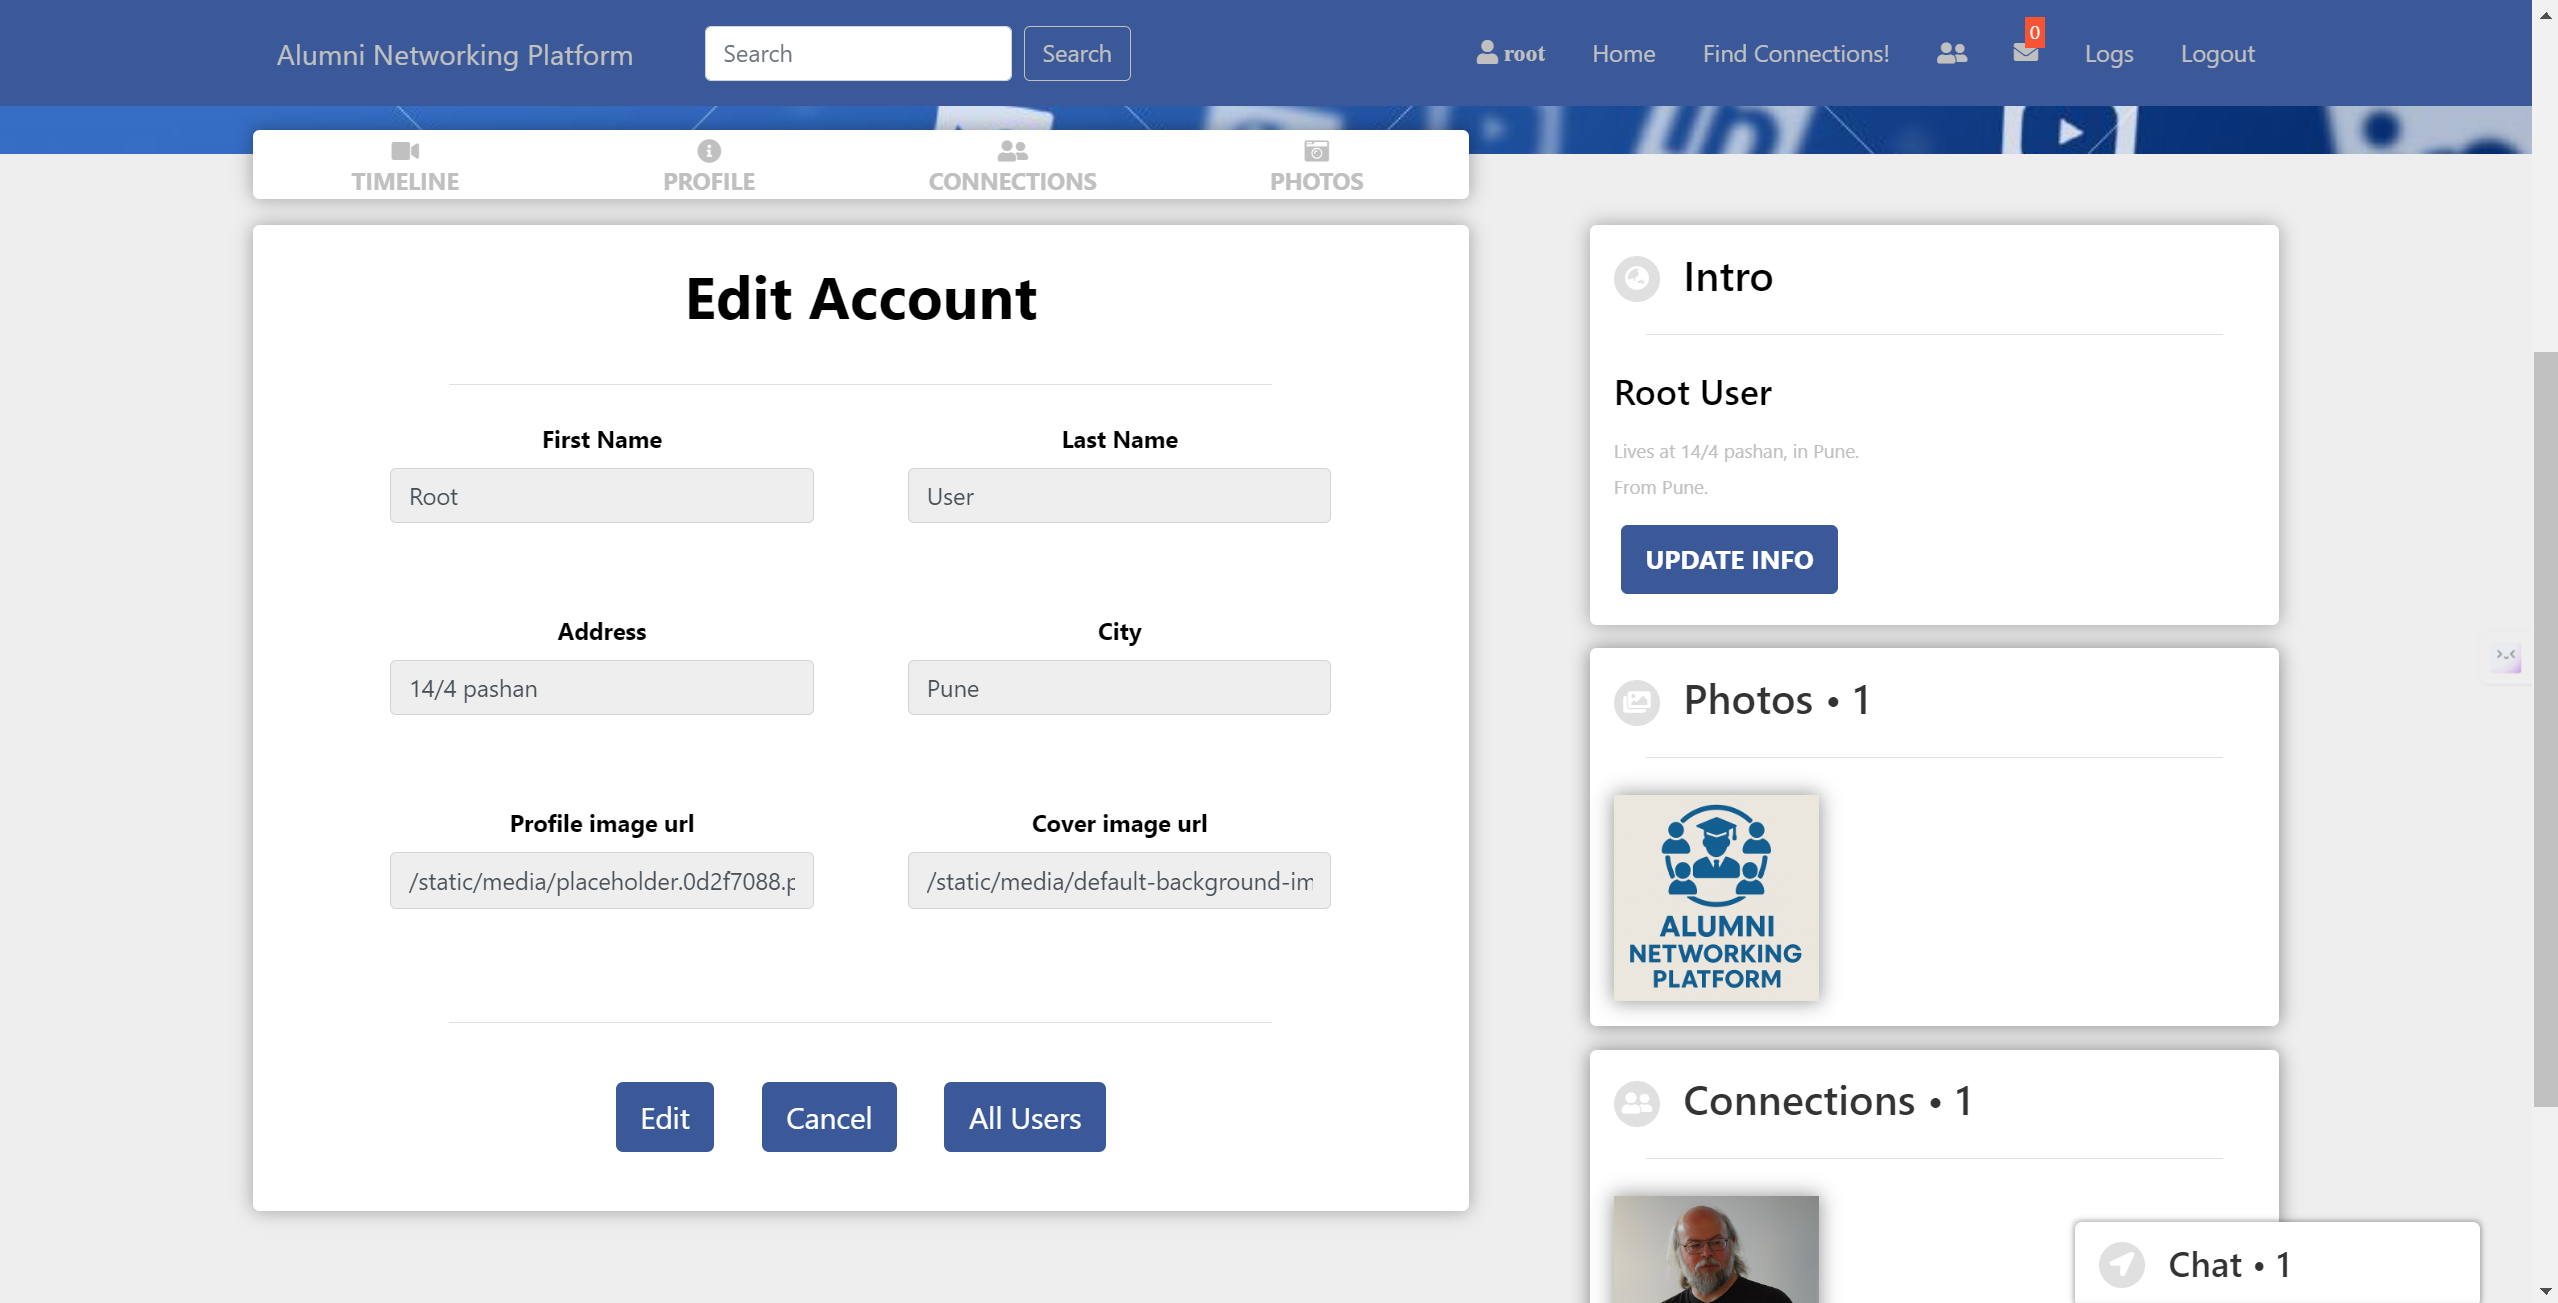 Alumni Networking Platform
Search
Search
root
Home
Find Connections!
0
Logs
Logout
TIMELINE
PROFILE
CONNECTIONS
PHOTOS
Edit Account
First Name
Last Name
Root
User
Address
City
14/4 pashan
Pune
Profile image url
Cover image url
/static/media/placeholder.0d2f7088.p
/static/media/default-background-im
Edit
Cancel
All Users
Intro
Root User
Lives at 14/4 pashan, in Pune.
From Pune.
UPDATE INFO
Photos • 1
ALUMNI
NETWORKING
PLATFORM
Connections • 1
Chat • 1